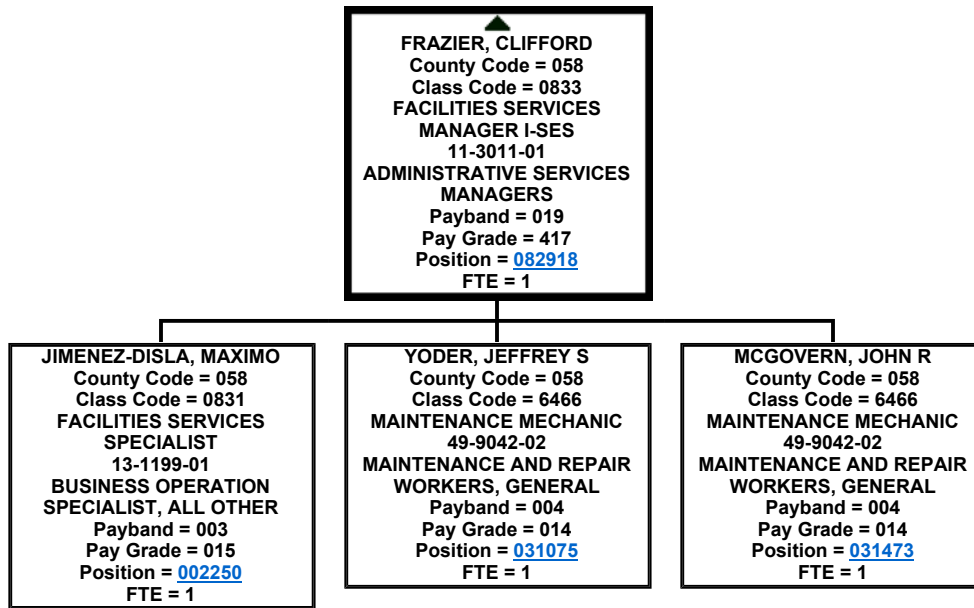 FRAZIER, CLIFFORD
County Code = 058
Class Code = 0833
FACILITIES SERVICES
MANAGER I-SES
11-3011-01
ADMINISTRATIVE SERVICES
MANAGERS
Payband = 019
Pay Grade = 417
Position = 082918
FTE = 1
JIMENEZ-DISLA, MAXIMO
County Code = 058
Class Code = 0831
FACILITIES SERVICES
SPECIALIST
13-1199-01
BUSINESS OPERATION
SPECIALIST, ALL OTHER
Payband = 003
Pay Grade = 015
Position = 002250
FTE = 1
YODER, JEFFREY S
County Code = 058
Class Code = 6466
MAINTENANCE MECHANIC
49-9042-02
MAINTENANCE AND REPAIR
WORKERS, GENERAL
Payband = 004
Pay Grade = 014
Position = 031075
FTE = 1
MCGOVERN, JOHN R
County Code = 058
Class Code = 6466
MAINTENANCE MECHANIC
49-9042-02
MAINTENANCE AND REPAIR
WORKERS, GENERAL
Payband = 004
Pay Grade = 014
Position = 031473
FTE = 1